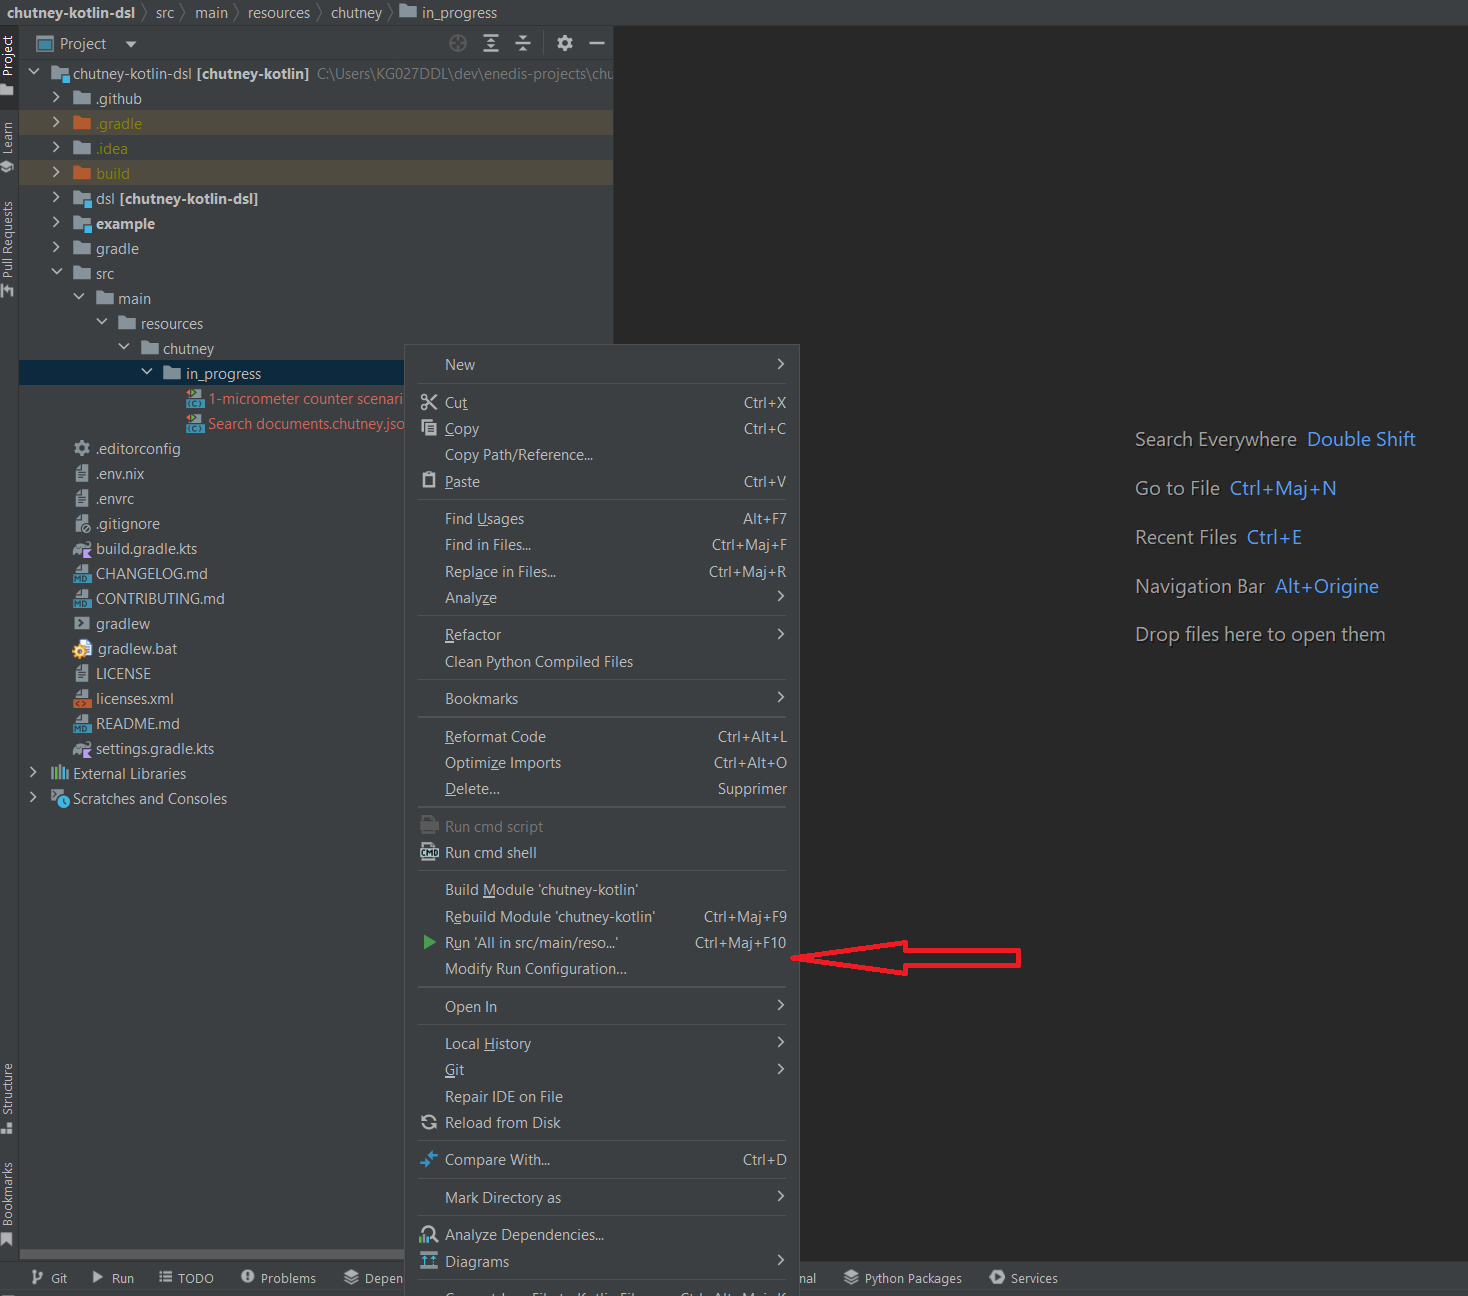 chutney-kotlin-dsl src main resources chutney in_progress
Project
Learn
Pull Requests
Structure
Bookmarks
Project
chutney-kotlin-dsl [chutney-kotlin] C:\Users\KG027DDL\dev\enedis-projects\chu
.github
.gradle
.idea
build
dsl [chutney-kotlin-dsl]
example
gradle
src
main
resources
chutney
in_progress
1-micrometer counter scenari
Search documents.chutney.jso
.editorconfig
.env.nix
.envrc
.gitignore
build.gradle.kts
CHANGELOG.md
CONTRIBUTING.md
gradlew
gradlew.bat
LICENSE
licenses.xml
README.md
settings.gradle.kts
External Libraries
Scratches and Consoles
New
Cut Ctrl+X
Copy Ctrl+C
Copy Path/Reference...
Paste Ctrl+V
Find Usages Alt+F7
Find in Files... Ctrl+Maj+F
Replace in Files... Ctrl+Maj+R
Analyze
Refactor
Clean Python Compiled Files
Bookmarks
Reformat Code Ctrl+Alt+L
Optimize Imports Ctrl+Alt+O
Delete... Supprimer
Run cmd script
CMD Run cmd shell
Build Module 'chutney-kotlin'
Rebuild Module 'chutney-kotlin' Ctrl+Maj+F9
Run 'All in src/main/reso...' Ctrl+Maj+F10
Modify Run Configuration...
Open In
Local History
Git
Repair IDE on File
Reload from Disk
Compare With... Ctrl+D
Mark Directory as
Analyze Dependencies...
Diagrams
Search Everywhere Double Shift
Go to File Ctrl+Maj+N
Recent Files Ctrl+E
Navigation Bar Alt+Origine
Drop files here to open them
Git Run TODO Problems Depen nal Python Packages Services